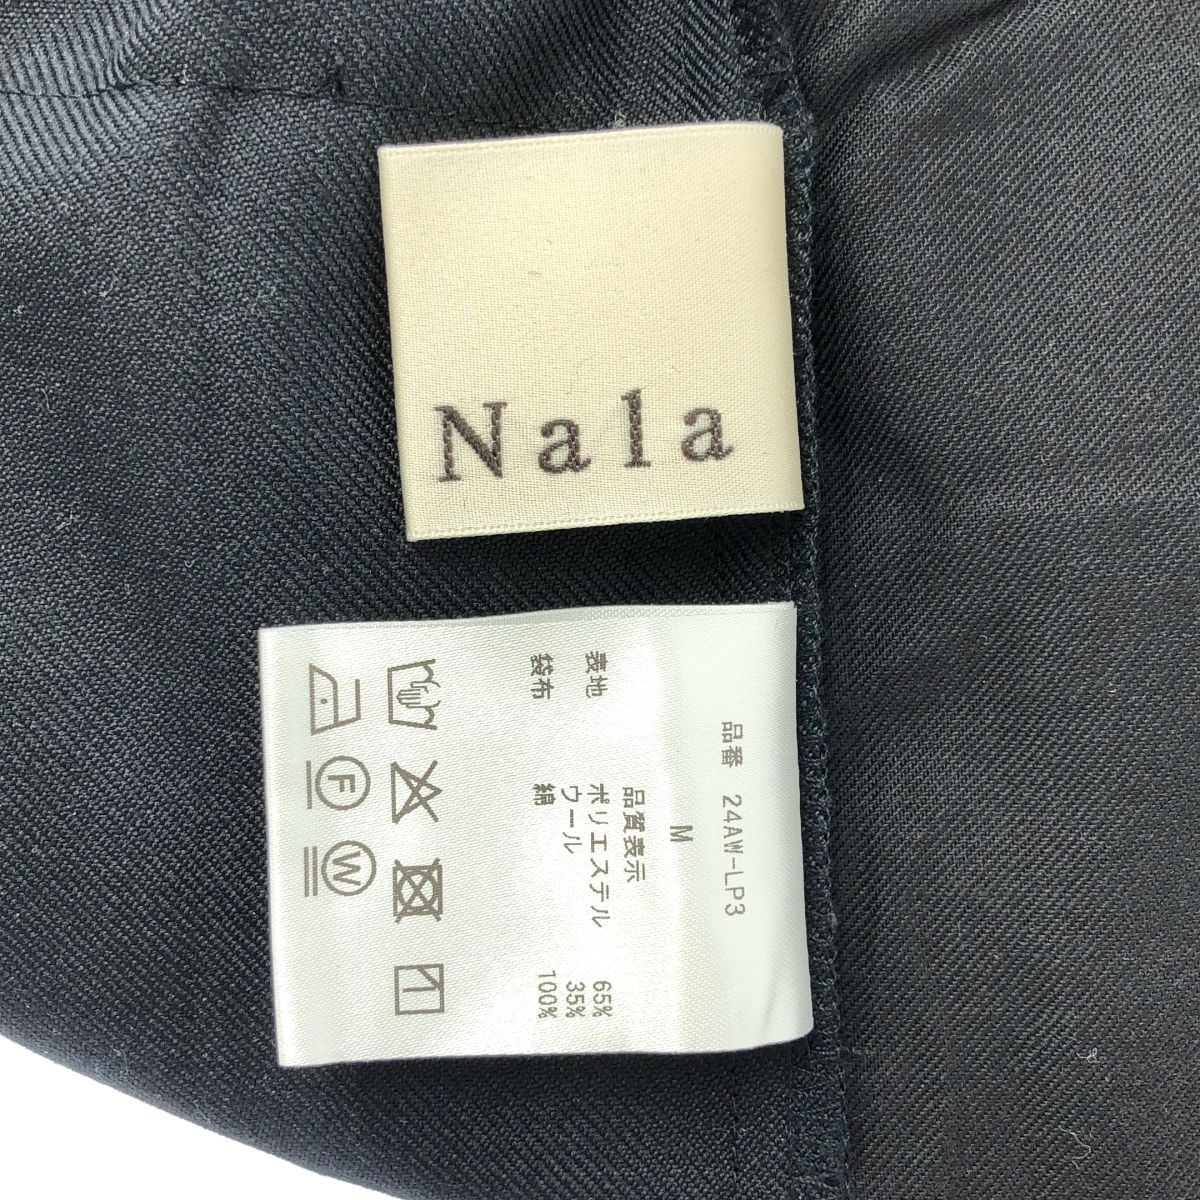 Nala
品番 24AW-LP3
M
品質表示
表地 ポリエステル 65%
ウール 35%
袋布 綿 100%
F
W